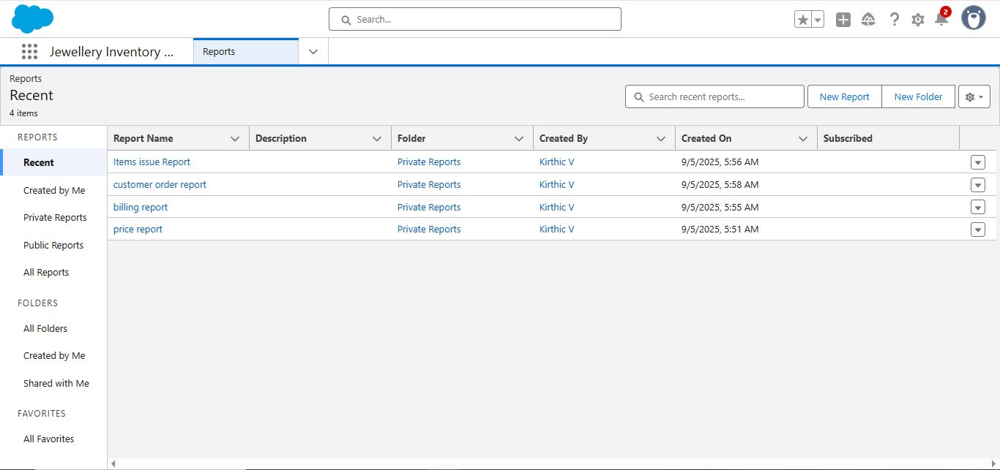 Search...
2
Jewellery Inventory ...
Reports
Reports
Recent
4 items
Search recent reports...
New Report
New Folder
REPORTS
Recent
Created by Me
Private Reports
Public Reports
All Reports
FOLDERS
All Folders
Created by Me
Shared with Me
FAVORITES
All Favorites
Report Name Description Folder Created By Created On Subscribed
Items issue Report Private Reports Kirthic V 9/5/2025, 5:56 AM
customer order report Private Reports Kirthic V 9/5/2025, 5:58 AM
billing report Private Reports Kirthic V 9/5/2025, 5:55 AM
price report Private Reports Kirthic V 9/5/2025, 5:51 AM